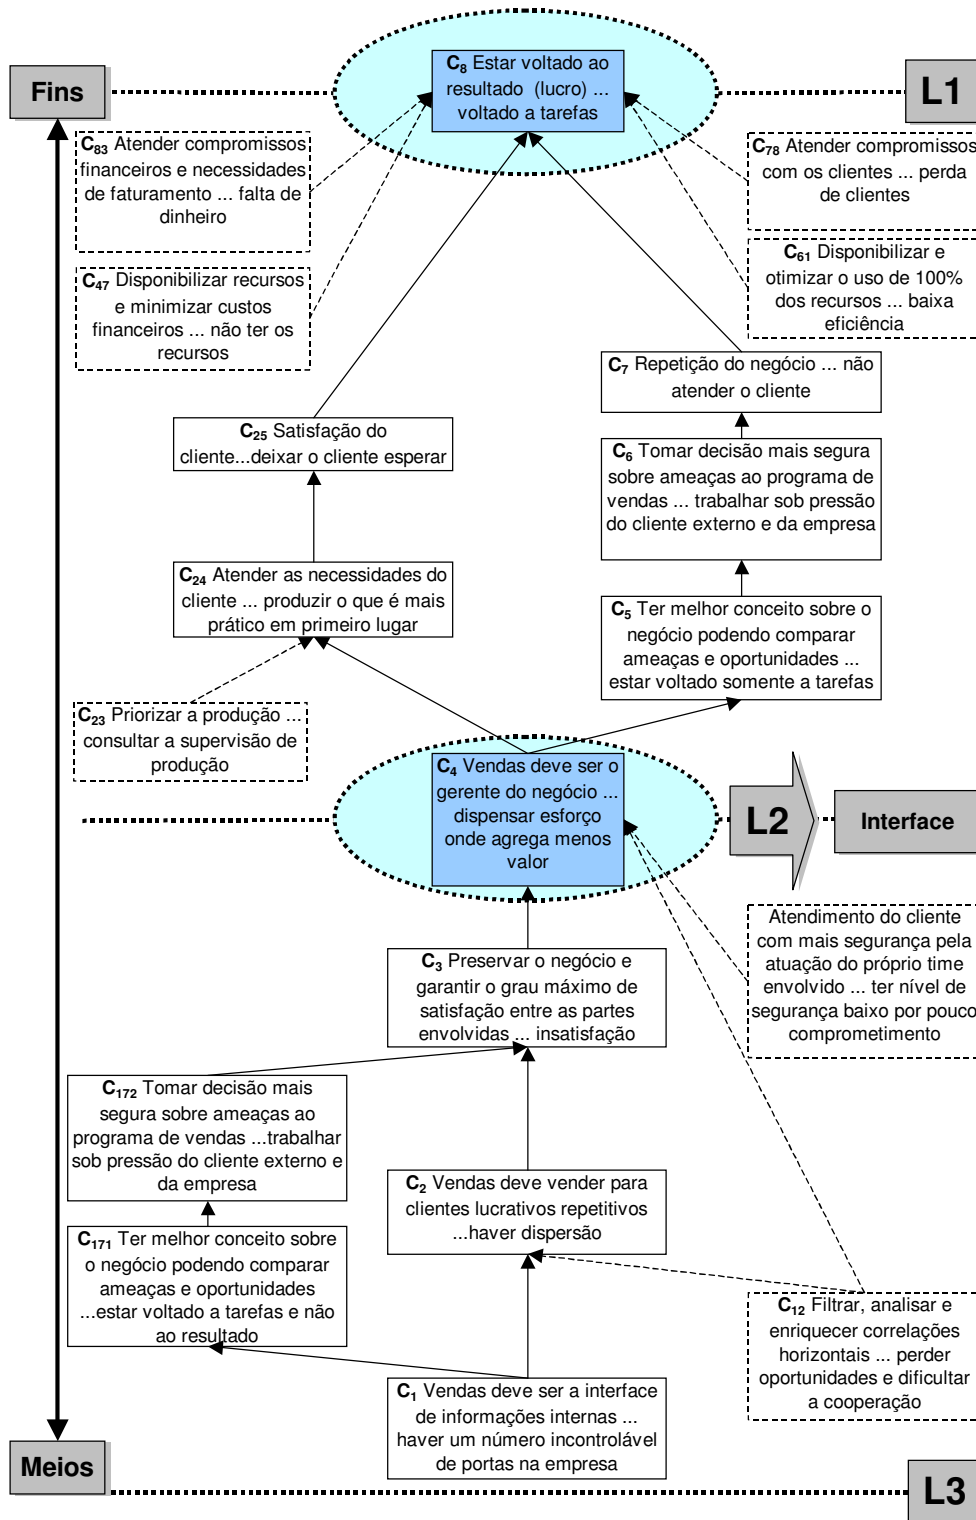 Fins
C8 Estar voltado ao
resultado (lucro) ...
voltado a tarefas
L1
C83 Atender compromissos
financeiros e necessidades
de faturamento ... falta de
dinheiro
C78 Atender compromissos
com os clientes ... perda
de clientes
C47 Disponibilizar recursos
e minimizar custos
financeiros ... não ter os
recursos
C61 Disponibilizar e
otimizar o uso de 100%
dos recursos ... baixa
eficiência
C7 Repetição do negócio ... não
atender o cliente
C25 Satisfação do
cliente...deixar o cliente esperar
C6 Tomar decisão mais segura
sobre ameaças ao programa de
vendas ... trabalhar sob pressão
do cliente externo e da empresa
C24 Atender as necessidades do
cliente ... produzir o que é mais
prático em primeiro lugar
C5 Ter melhor conceito sobre o
negócio podendo comparar
ameaças e oportunidades ...
estar voltado somente a tarefas
C23 Priorizar a produção ...
consultar a supervisão de
produção
C4 Vendas deve ser o
gerente do negócio ...
dispensar esforço
onde agrega menos
valor
L2
Interface
Atendimento do cliente
com mais segurança pela
atuação do próprio time
envolvido ... ter nível de
segurança baixo por pouco
comprometimento
C3 Preservar o negócio e
garantir o grau máximo de
satisfação entre as partes
envolvidas ... insatisfação
C172 Tomar decisão mais
segura sobre ameaças ao
programa de vendas ...trabalhar
sob pressão do cliente externo e
da empresa
C2 Vendas deve vender para
clientes lucrativos repetitivos
...haver dispersão
C171 Ter melhor conceito sobre
o negócio podendo comparar
ameaças e oportunidades
...estar voltado a tarefas e não
ao resultado
C12 Filtrar, analisar e
enriquecer correlações
horizontais ... perder
oportunidades e dificultar
a cooperação
C1 Vendas deve ser a interface
de informações internas ...
haver um número incontrolável
de portas na empresa
Meios
L3